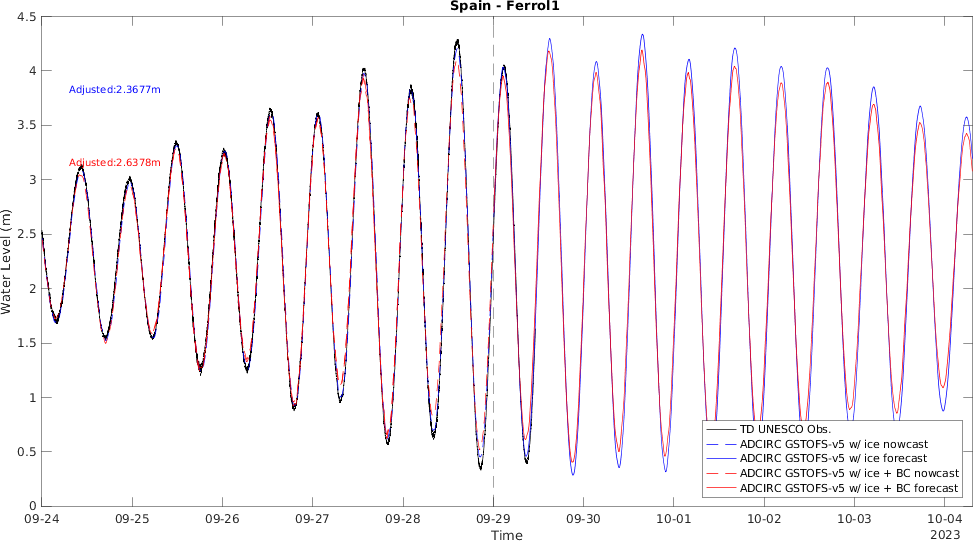 Spain - Ferrol1
4.5
4
3.5
3
2.5
2
1.5
1
0.5
0
Water Level (m)
Adjusted:2.3677m
Adjusted:2.6378m
TD UNESCO Obs.
ADCIRC GSTOFS-v5 w/ ice nowcast
ADCIRC GSTOFS-v5 w/ ice forecast
ADCIRC GSTOFS-v5 w/ ice + BC nowcast
ADCIRC GSTOFS-v5 w/ ice + BC forecast
09-24 09-25 09-26 09-27 09-28 09-29 09-30 10-01 10-02 10-03 10-04
Time
2023